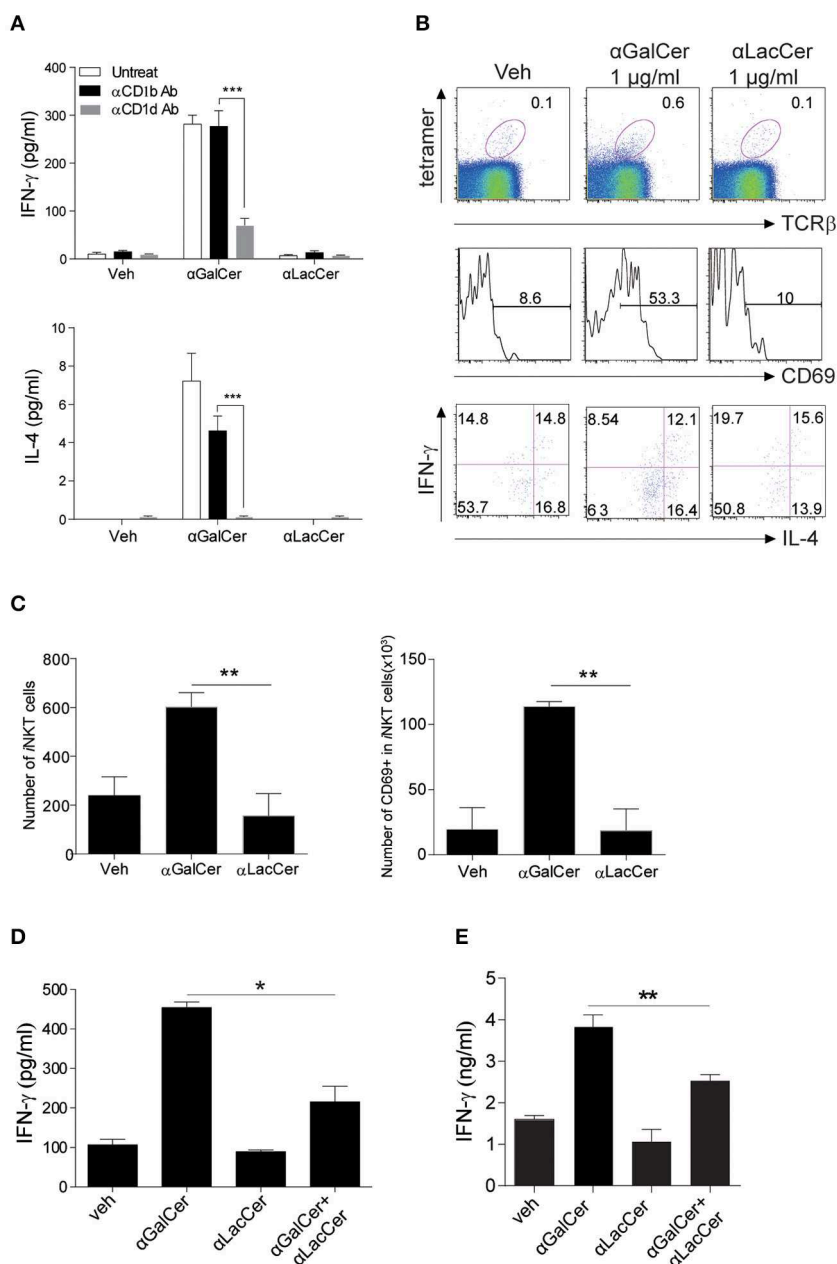 A
Untreat
αCD1b Ab
αCD1d Ab
***
400
300
200
100
0
IFN-γ (pg/ml)
Veh αGalCer αLacCer
***
10
8
6
4
2
0
IL-4 (pg/ml)
Veh αGalCer αLacCer
B
Veh αGalCer 1 µg/ml αLacCer 1 µg/ml
0.1 0.6 0.1
tetramer
TCRβ
8.6 53.3 10
CD69
14.8 14.8 8.54 12.1 19.7 15.6
IFN-γ
53.7 16.8 6 3 16.4 50.8 13.9
IL-4
C
**
800
600
400
200
0
Number of iNKT cells
Veh αGalCer αLacCer
**
150
100
50
0
Number of CD69+ in iNKT cells(x10³)
Veh αGalCer αLacCer
D
*
500
400
300
200
100
0
IFN-γ (pg/ml)
veh αGalCer αLacCer αGalCer+ αLacCer
E
**
5
4
3
2
1
0
IFN-γ (ng/ml)
veh αGalCer αLacCer αGalCer+ αLacCer